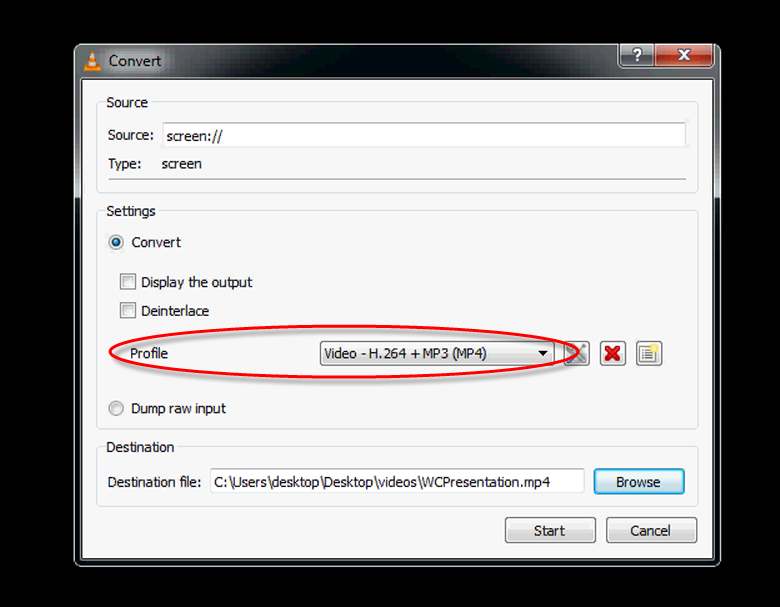 Convert
?
Source
Source: screen://
Type: screen
Settings
Convert
Display the output
Deinterlace
Profile Video - H.264 + MP3 (MP4)
Dump raw input
Destination
Destination file: C:\Users\desktop\Desktop\videos\WCPresentation.mp4 Browse
Start Cancel